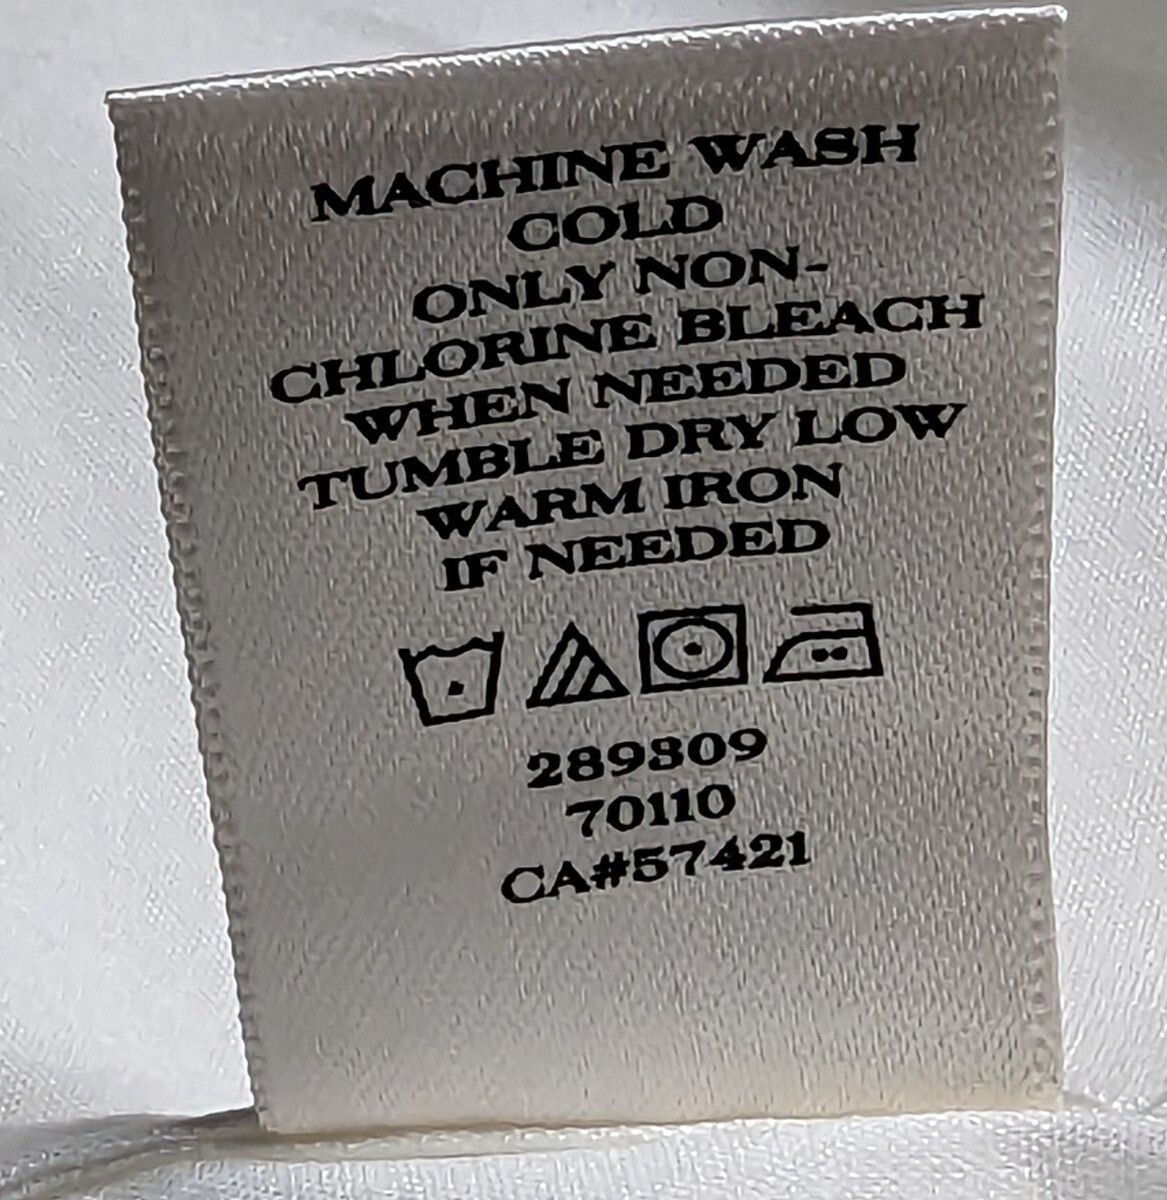 MACHINE WASH
COLD
ONLY NON-
CHLORINE BLEACH
WHEN NEEDED
TUMBLE DRY LOW
WARM IRON
IF NEEDED
289309
70110
CA#57421